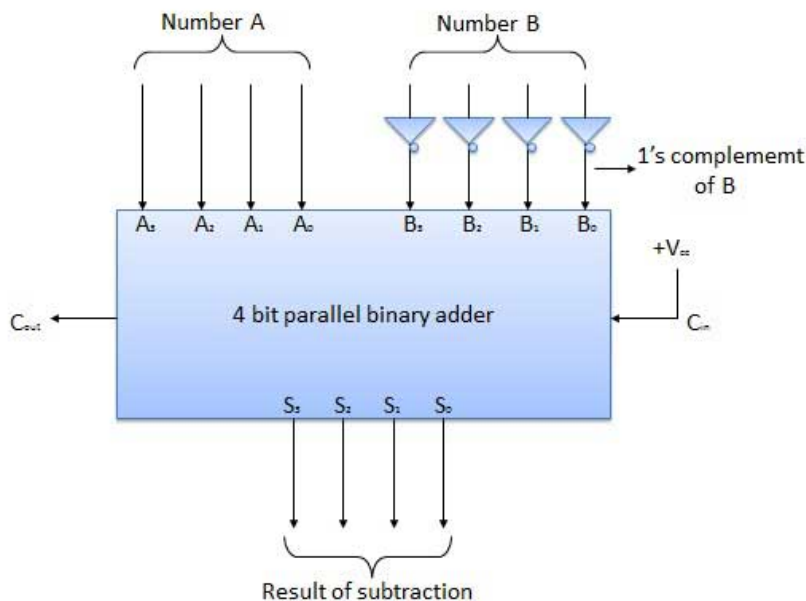 Number A
Number B
1's complememt
of B
A₃ A₂ A₁ A₀ B₃ B₂ B₁ B₀
+Vcc
4 bit parallel binary adder
Cout
Cin
S₃ S₂ S₁ S₀
Result of subtraction